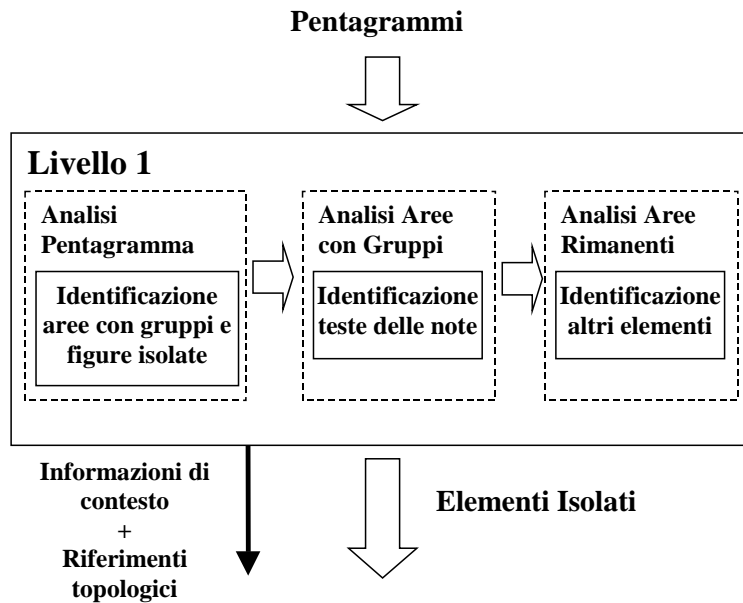 Pentagrammi
Livello 1
Analisi
Pentagramma
Identificazione
aree con gruppi e
figure isolate
Analisi Aree
con Gruppi
Identificazione
teste delle note
Analisi Aree
Rimanenti
Identificazione
altri elementi
Informazioni di
contesto
+
Riferimenti
topologici
Elementi Isolati